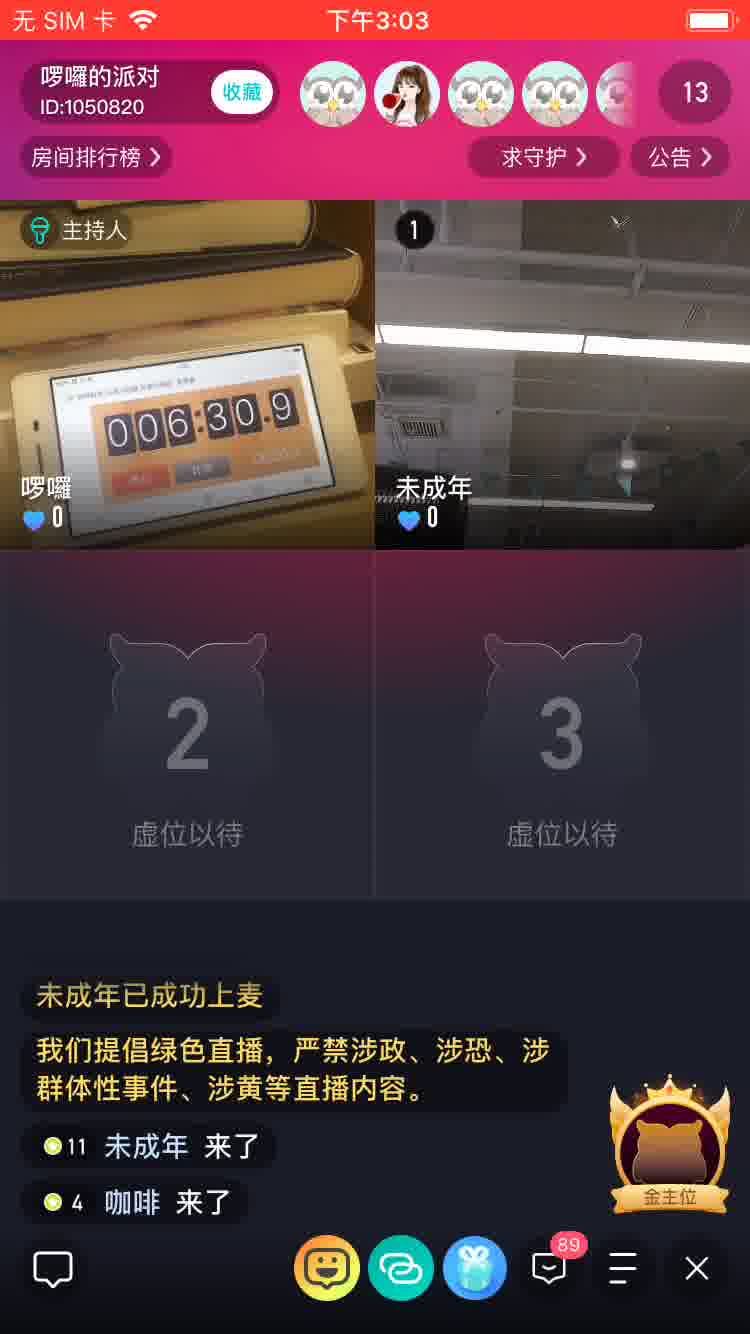 无 SIM 卡
下午3:03
啰囉的派对
ID:1050820
收藏
13
房间排行榜
求守护
公告
主持人
1
006:30.9
啰囉
0
未成年
0
2
虚位以待
3
虚位以待
未成年已成功上麦
我们提倡绿色直播，严禁涉政、涉恐、涉
群体性事件、涉黄等直播内容。
11 未成年 来了
4 咖啡 来了
金主位
89